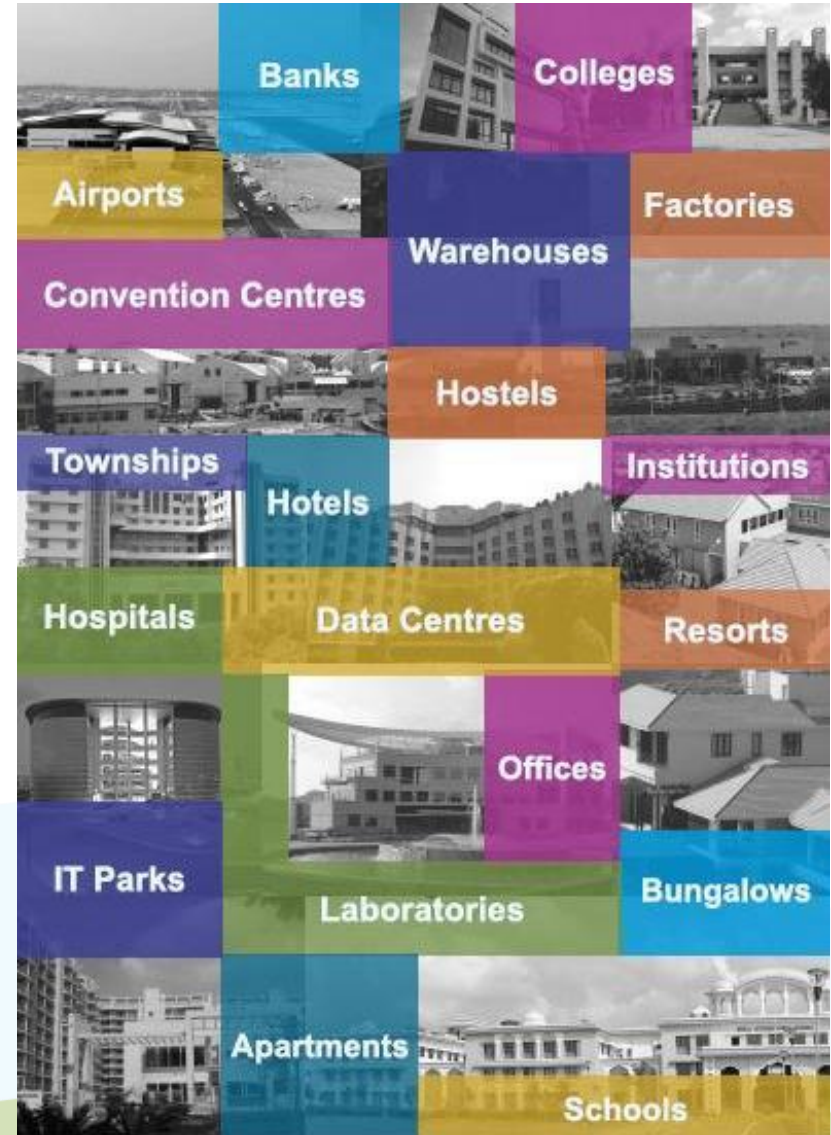 Banks
Colleges
Airports
Factories
Warehouses
Convention Centres
Hostels
Townships
Institutions
Hotels
Hospitals
Data Centres
Resorts
Offices
IT Parks
Bungalows
Laboratories
Apartments
Schools